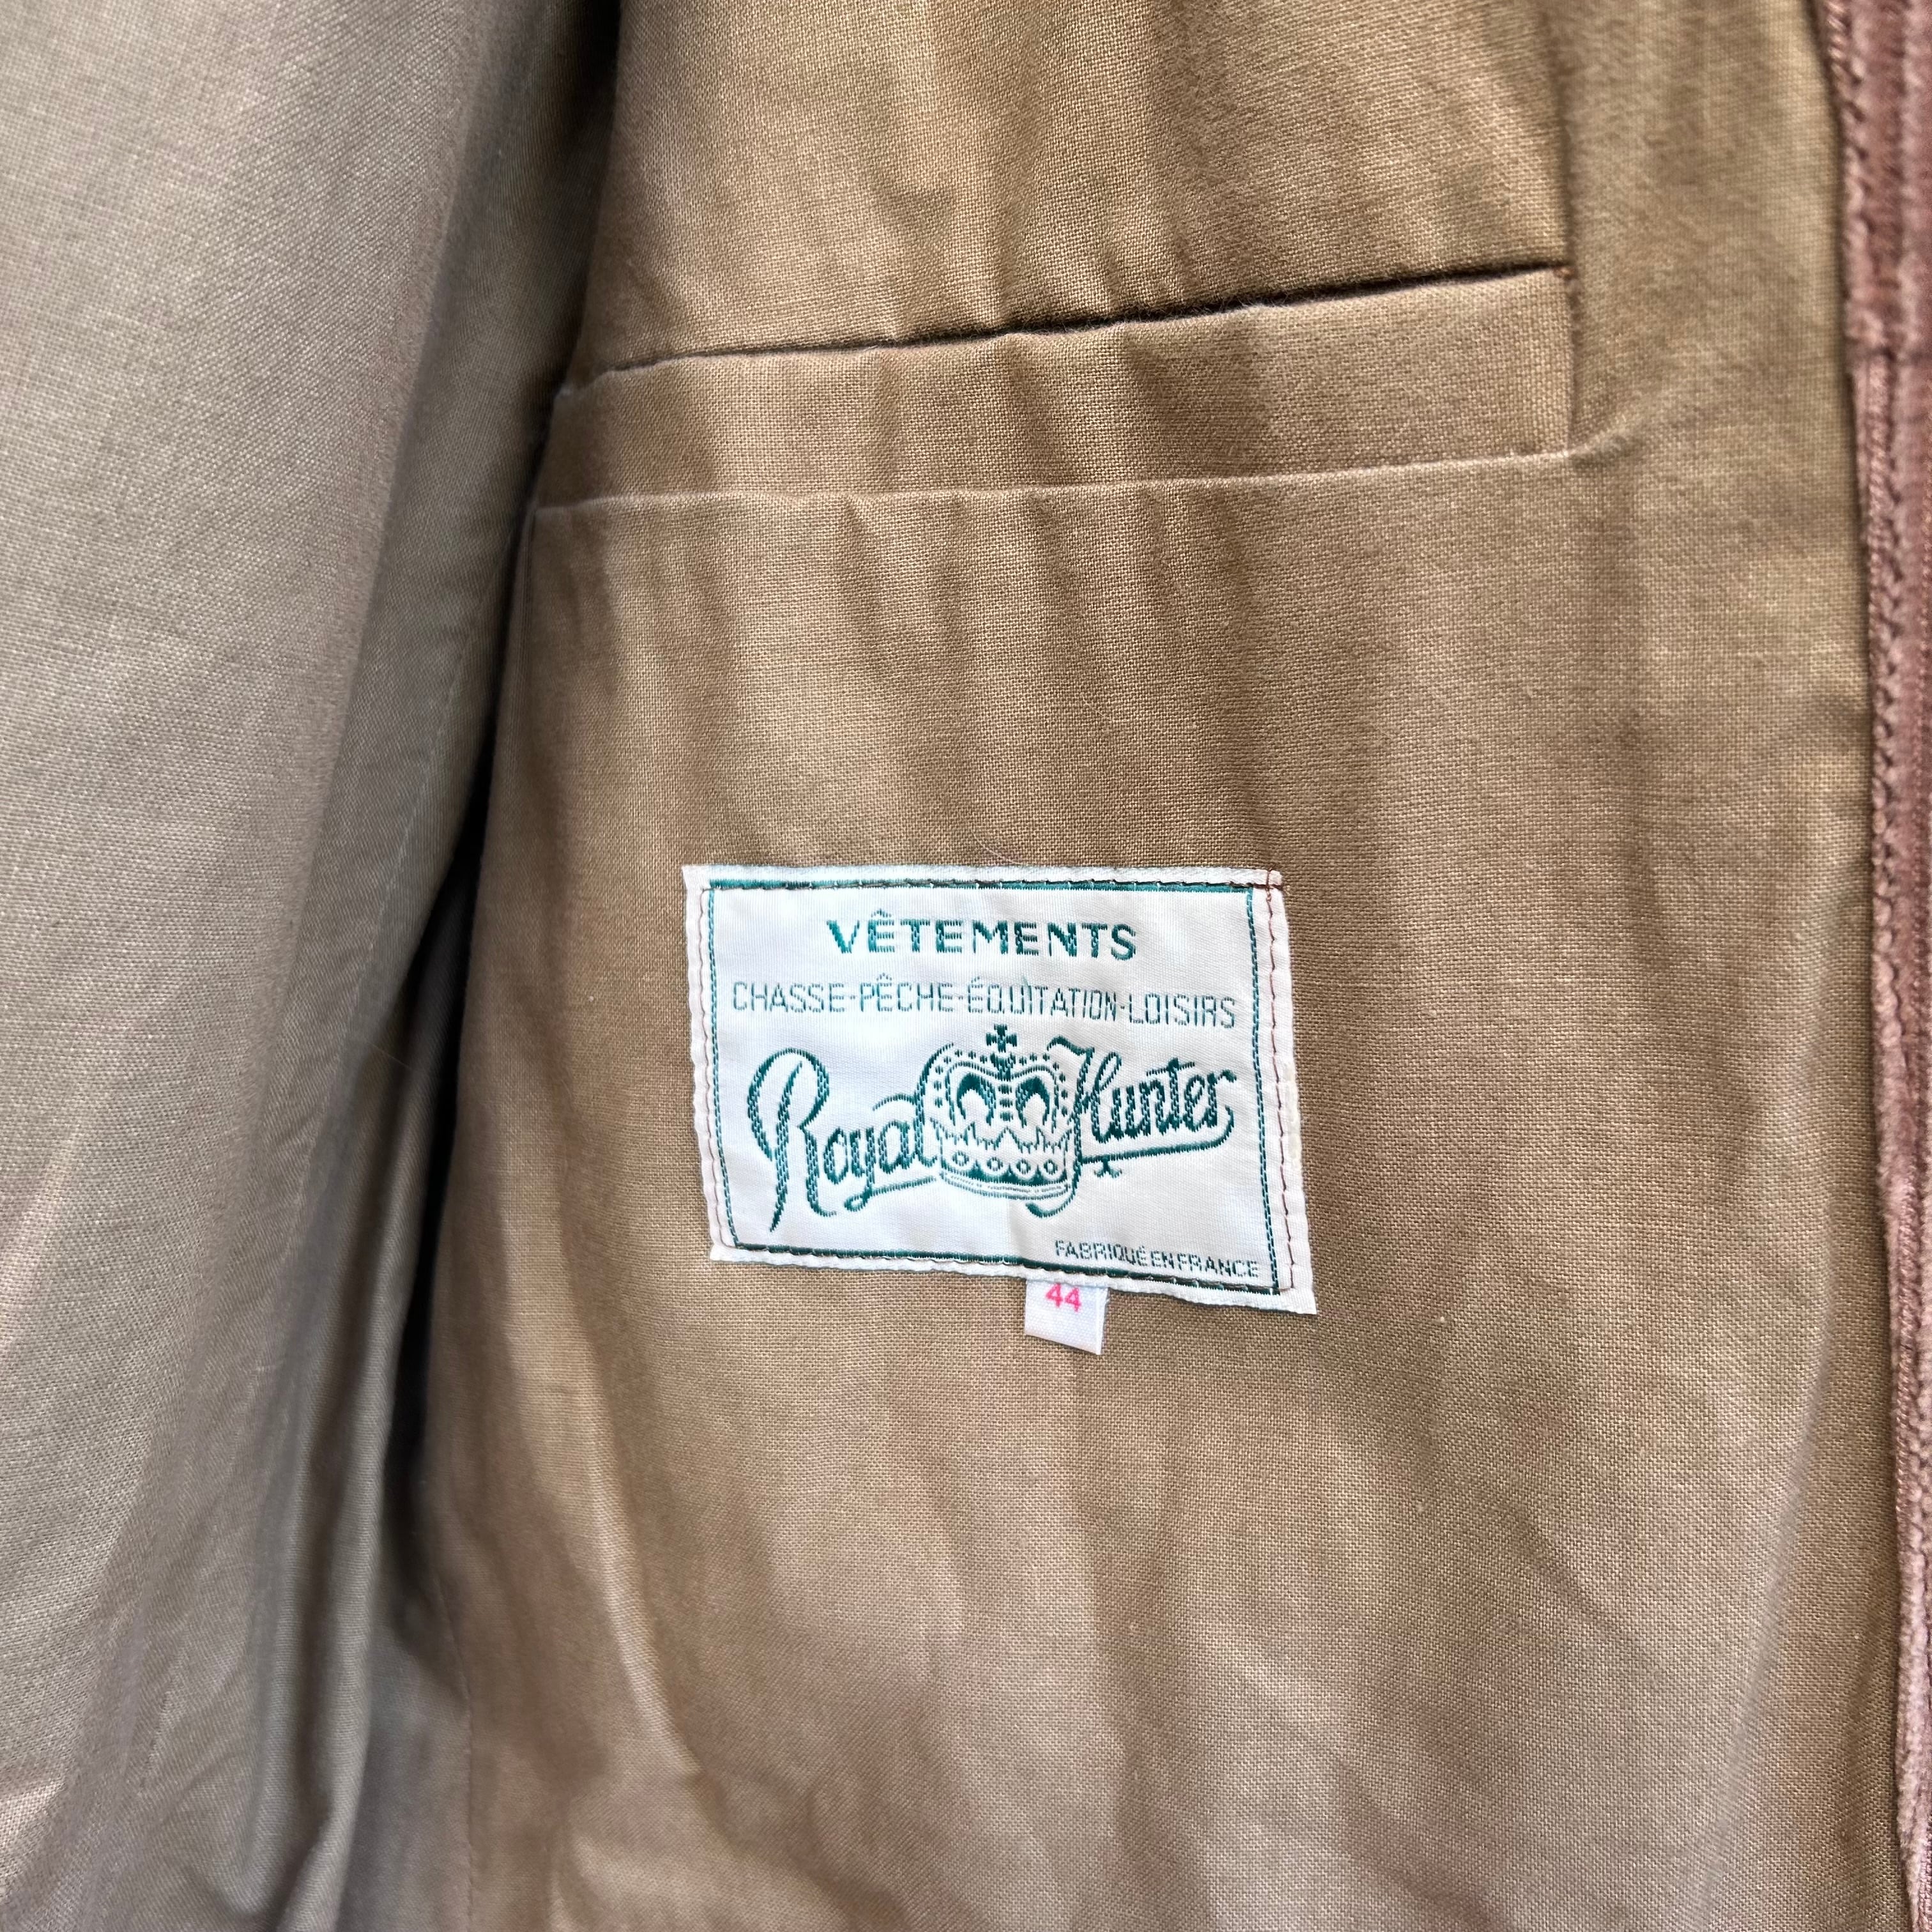 VÊTEMENTS
CHASSE-PÊCHE-ÉQUITATION-LOISIRS
Royal Hunter
FABRIQUÉ EN FRANCE
44